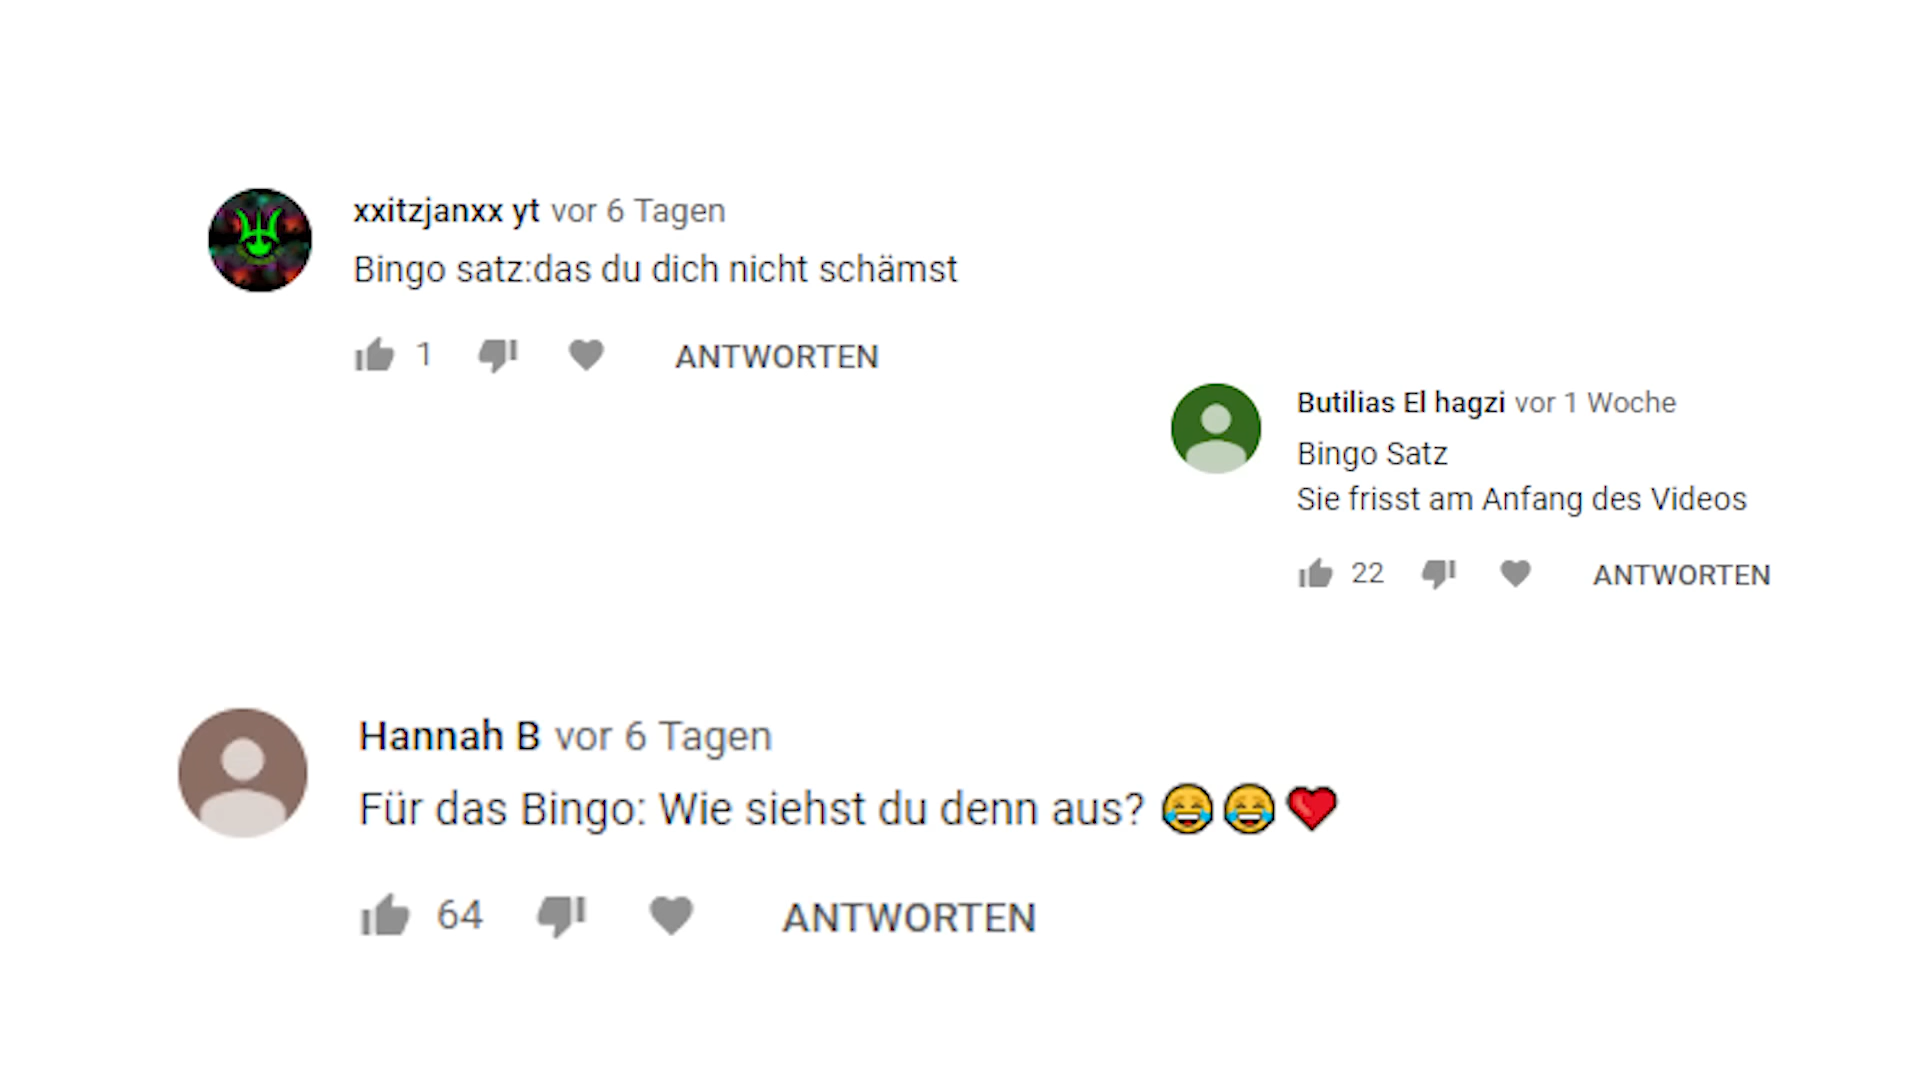 xxitzjanxx yt vor 6 Tagen
Bingo satz:das du dich nicht schämst
1 ANTWORTEN
Butilias El hagzi vor 1 Woche
Bingo Satz
Sie frisst am Anfang des Videos
22 ANTWORTEN
Hannah B vor 6 Tagen
Für das Bingo: Wie siehst du denn aus? 😂😂❤
64 ANTWORTEN